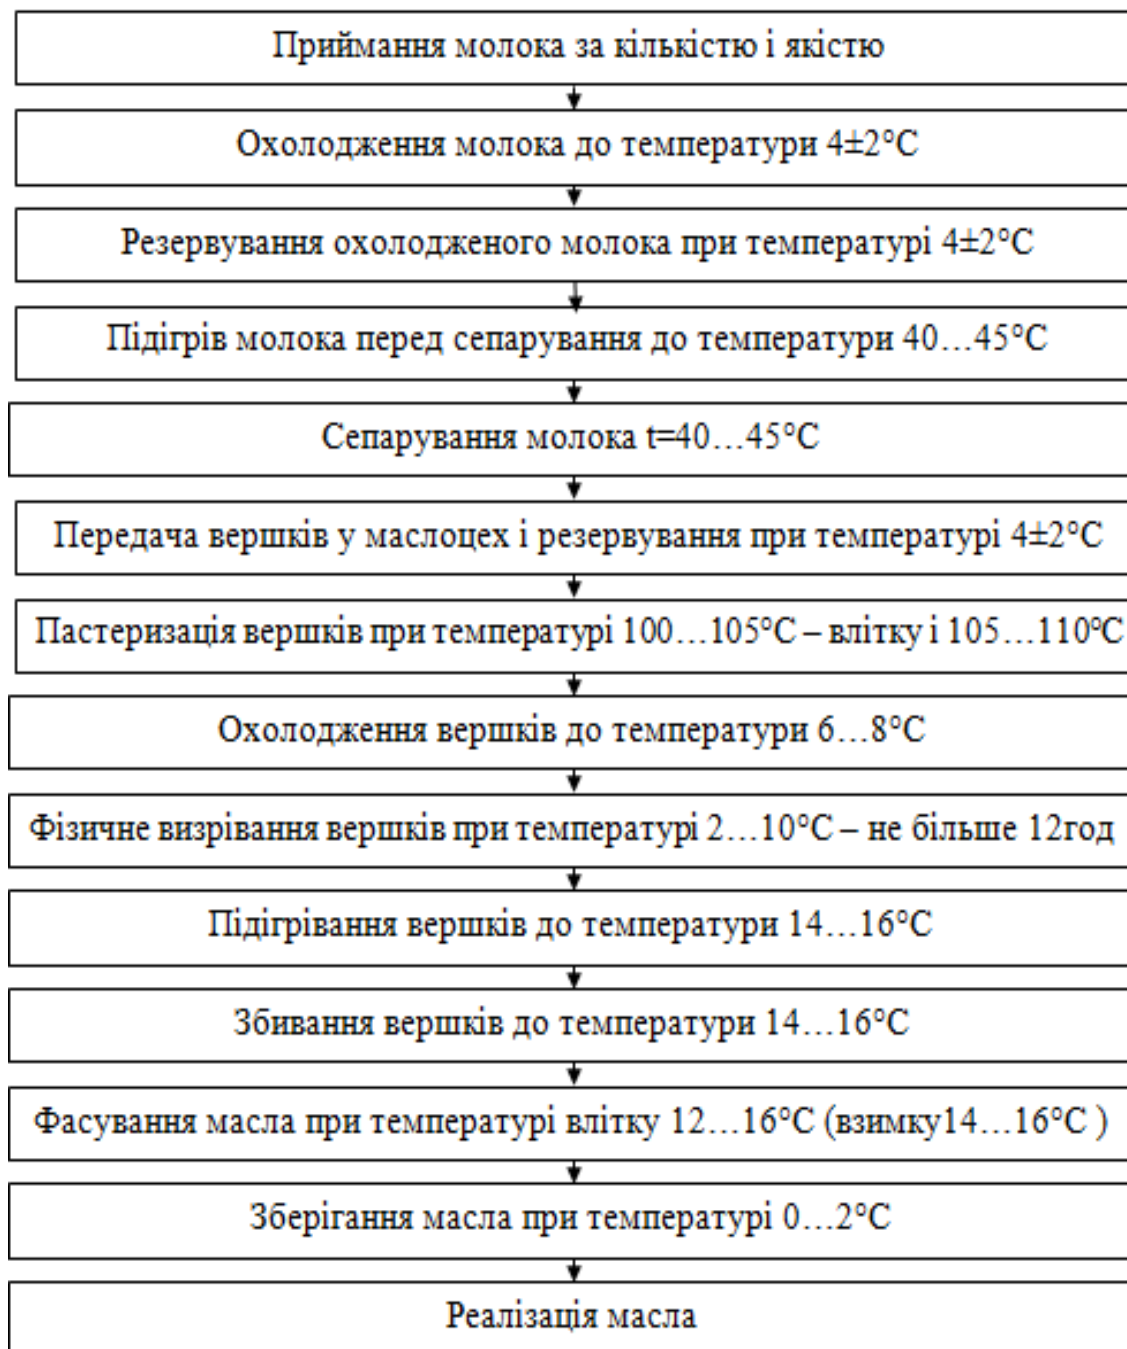 Приймання молока за кількістю і якістю
Охолодження молока до температури 4±2°С
Резервування охолодженого молока при температурі 4±2°С
Підігрів молока перед сепарування до температури 40…45°С
Сепарування молока t=40…45°С
Передача вершків у маслоцех і резервування при температурі 4±2°С
Пастеризація вершків при температурі 100…105°С – влітку і 105…110ºС
Охолодження вершків до температури 6…8°С
Фізичне визрівання вершків при температурі 2…10°С – не більше 12год
Підігрівання вершків до температури 14…16°С
Збивання вершків до температури 14…16°С
Фасування масла при температурі влітку 12…16°С (взимку14…16°С )
Зберігання масла при температурі 0…2°С
Реалізація масла